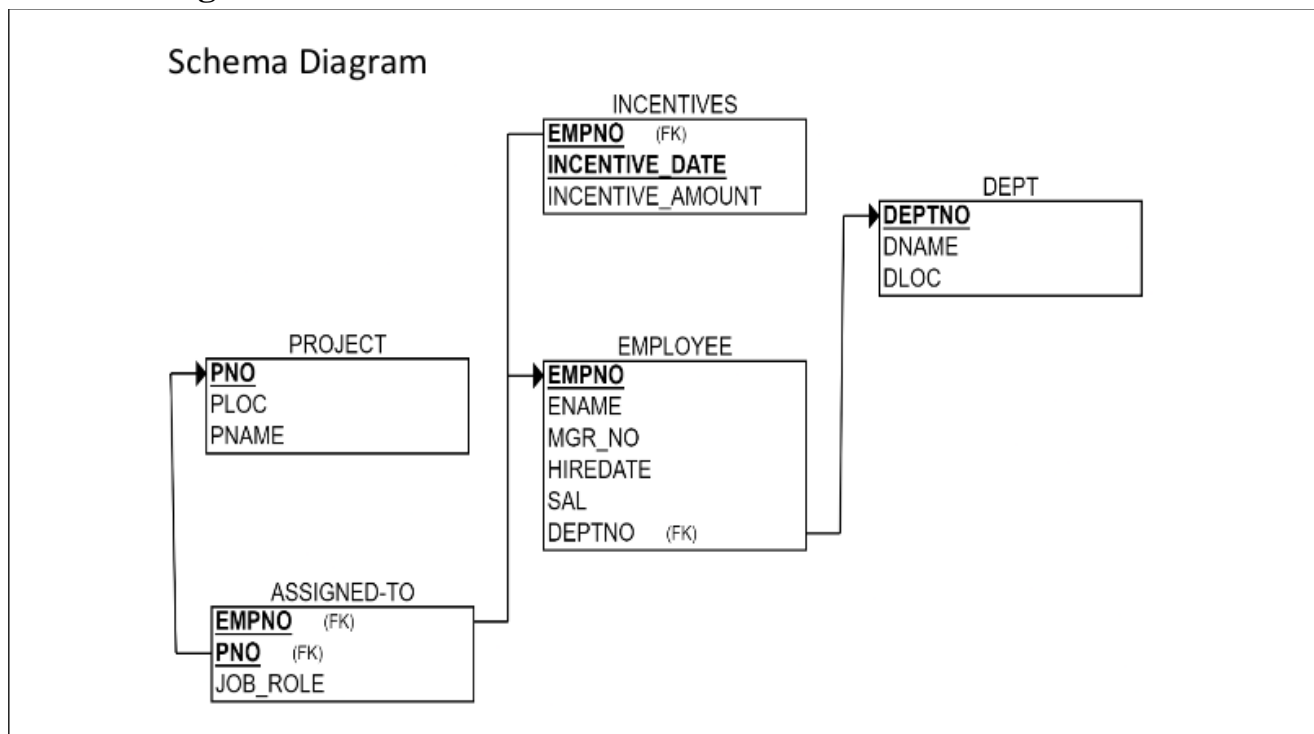 Schema Diagram
INCENTIVES
EMPNO (FK)
INCENTIVE_DATE
INCENTIVE_AMOUNT
DEPT
DEPTNO
DNAME
DLOC
PROJECT
PNO
PLOC
PNAME
EMPLOYEE
EMPNO
ENAME
MGR_NO
HIREDATE
SAL
DEPTNO (FK)
ASSIGNED-TO
EMPNO (FK)
PNO (FK)
JOB_ROLE